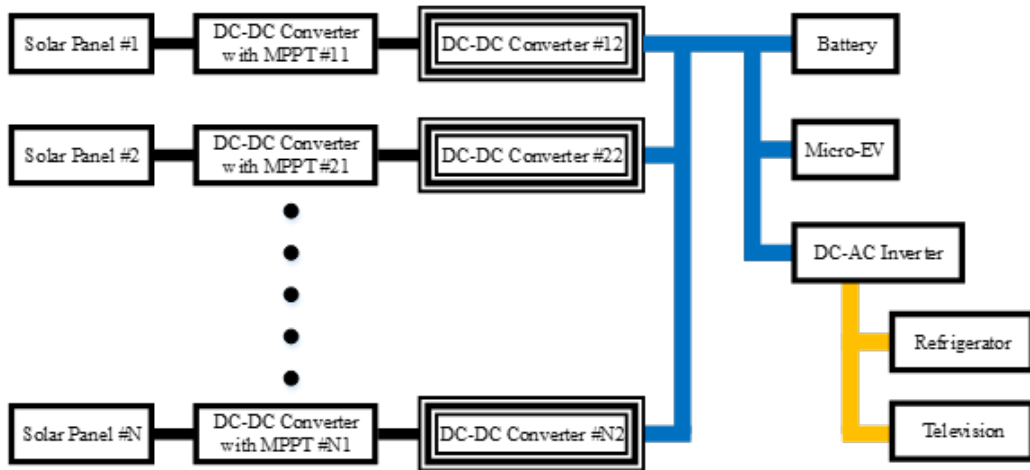 Solar Panel #1
DC-DC Converter
with MPPT #11
DC-DC Converter #12
Battery
Solar Panel #2
DC-DC Converter
with MPPT #21
DC-DC Converter #22
Micro-EV
DC-AC Inverter
Refrigerator
Solar Panel #N
DC-DC Converter
with MPPT #N1
DC-DC Converter #N2
Television